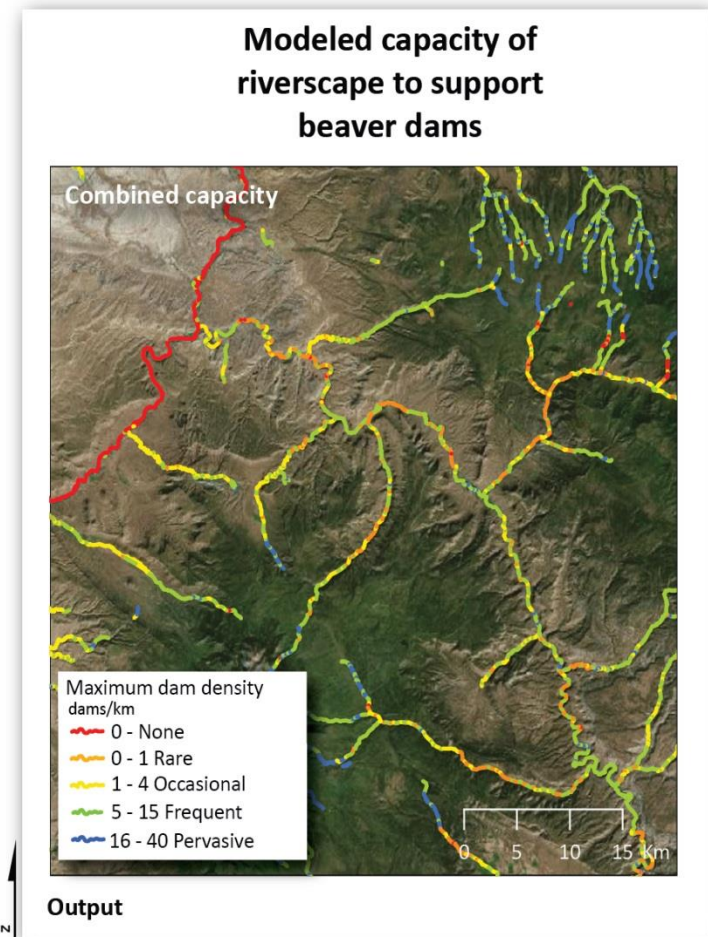 Modeled capacity of
riverscape to support
beaver dams
Combined capacity
Maximum dam density
dams/km
0 - None
0 - 1 Rare
1 - 4 Occasional
5 - 15 Frequent
16 - 40 Pervasive
0 5 10 15 Km
Output
N